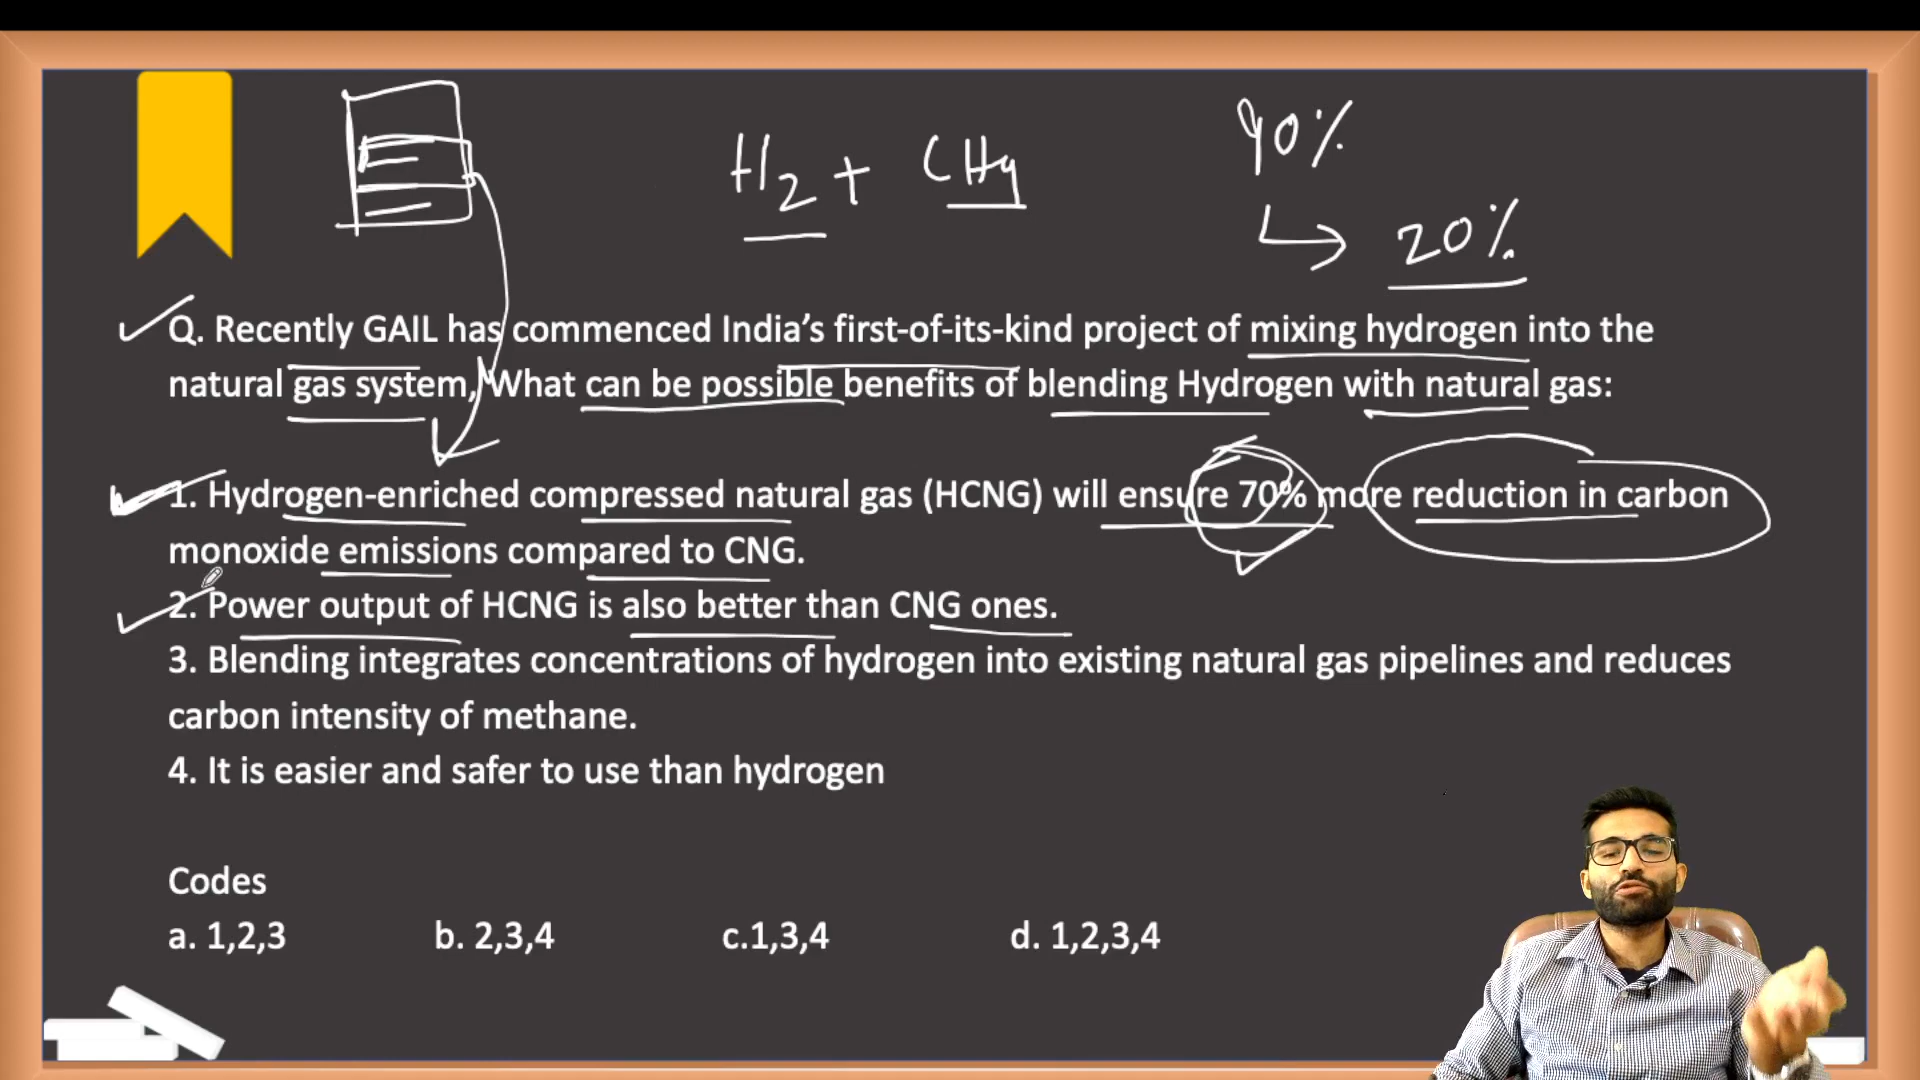 H2 + CH4
90%
20%
Q. Recently GAIL has commenced India's first-of-its-kind project of mixing hydrogen into the
natural gas system, What can be possible benefits of blending Hydrogen with natural gas:
1. Hydrogen-enriched compressed natural gas (HCNG) will ensure 70% more reduction in carbon
monoxide emissions compared to CNG.
2. Power output of HCNG is also better than CNG ones.
3. Blending integrates concentrations of hydrogen into existing natural gas pipelines and reduces
carbon intensity of methane.
4. It is easier and safer to use than hydrogen
Codes
a. 1,2,3 b. 2,3,4 c.1,3,4 d. 1,2,3,4